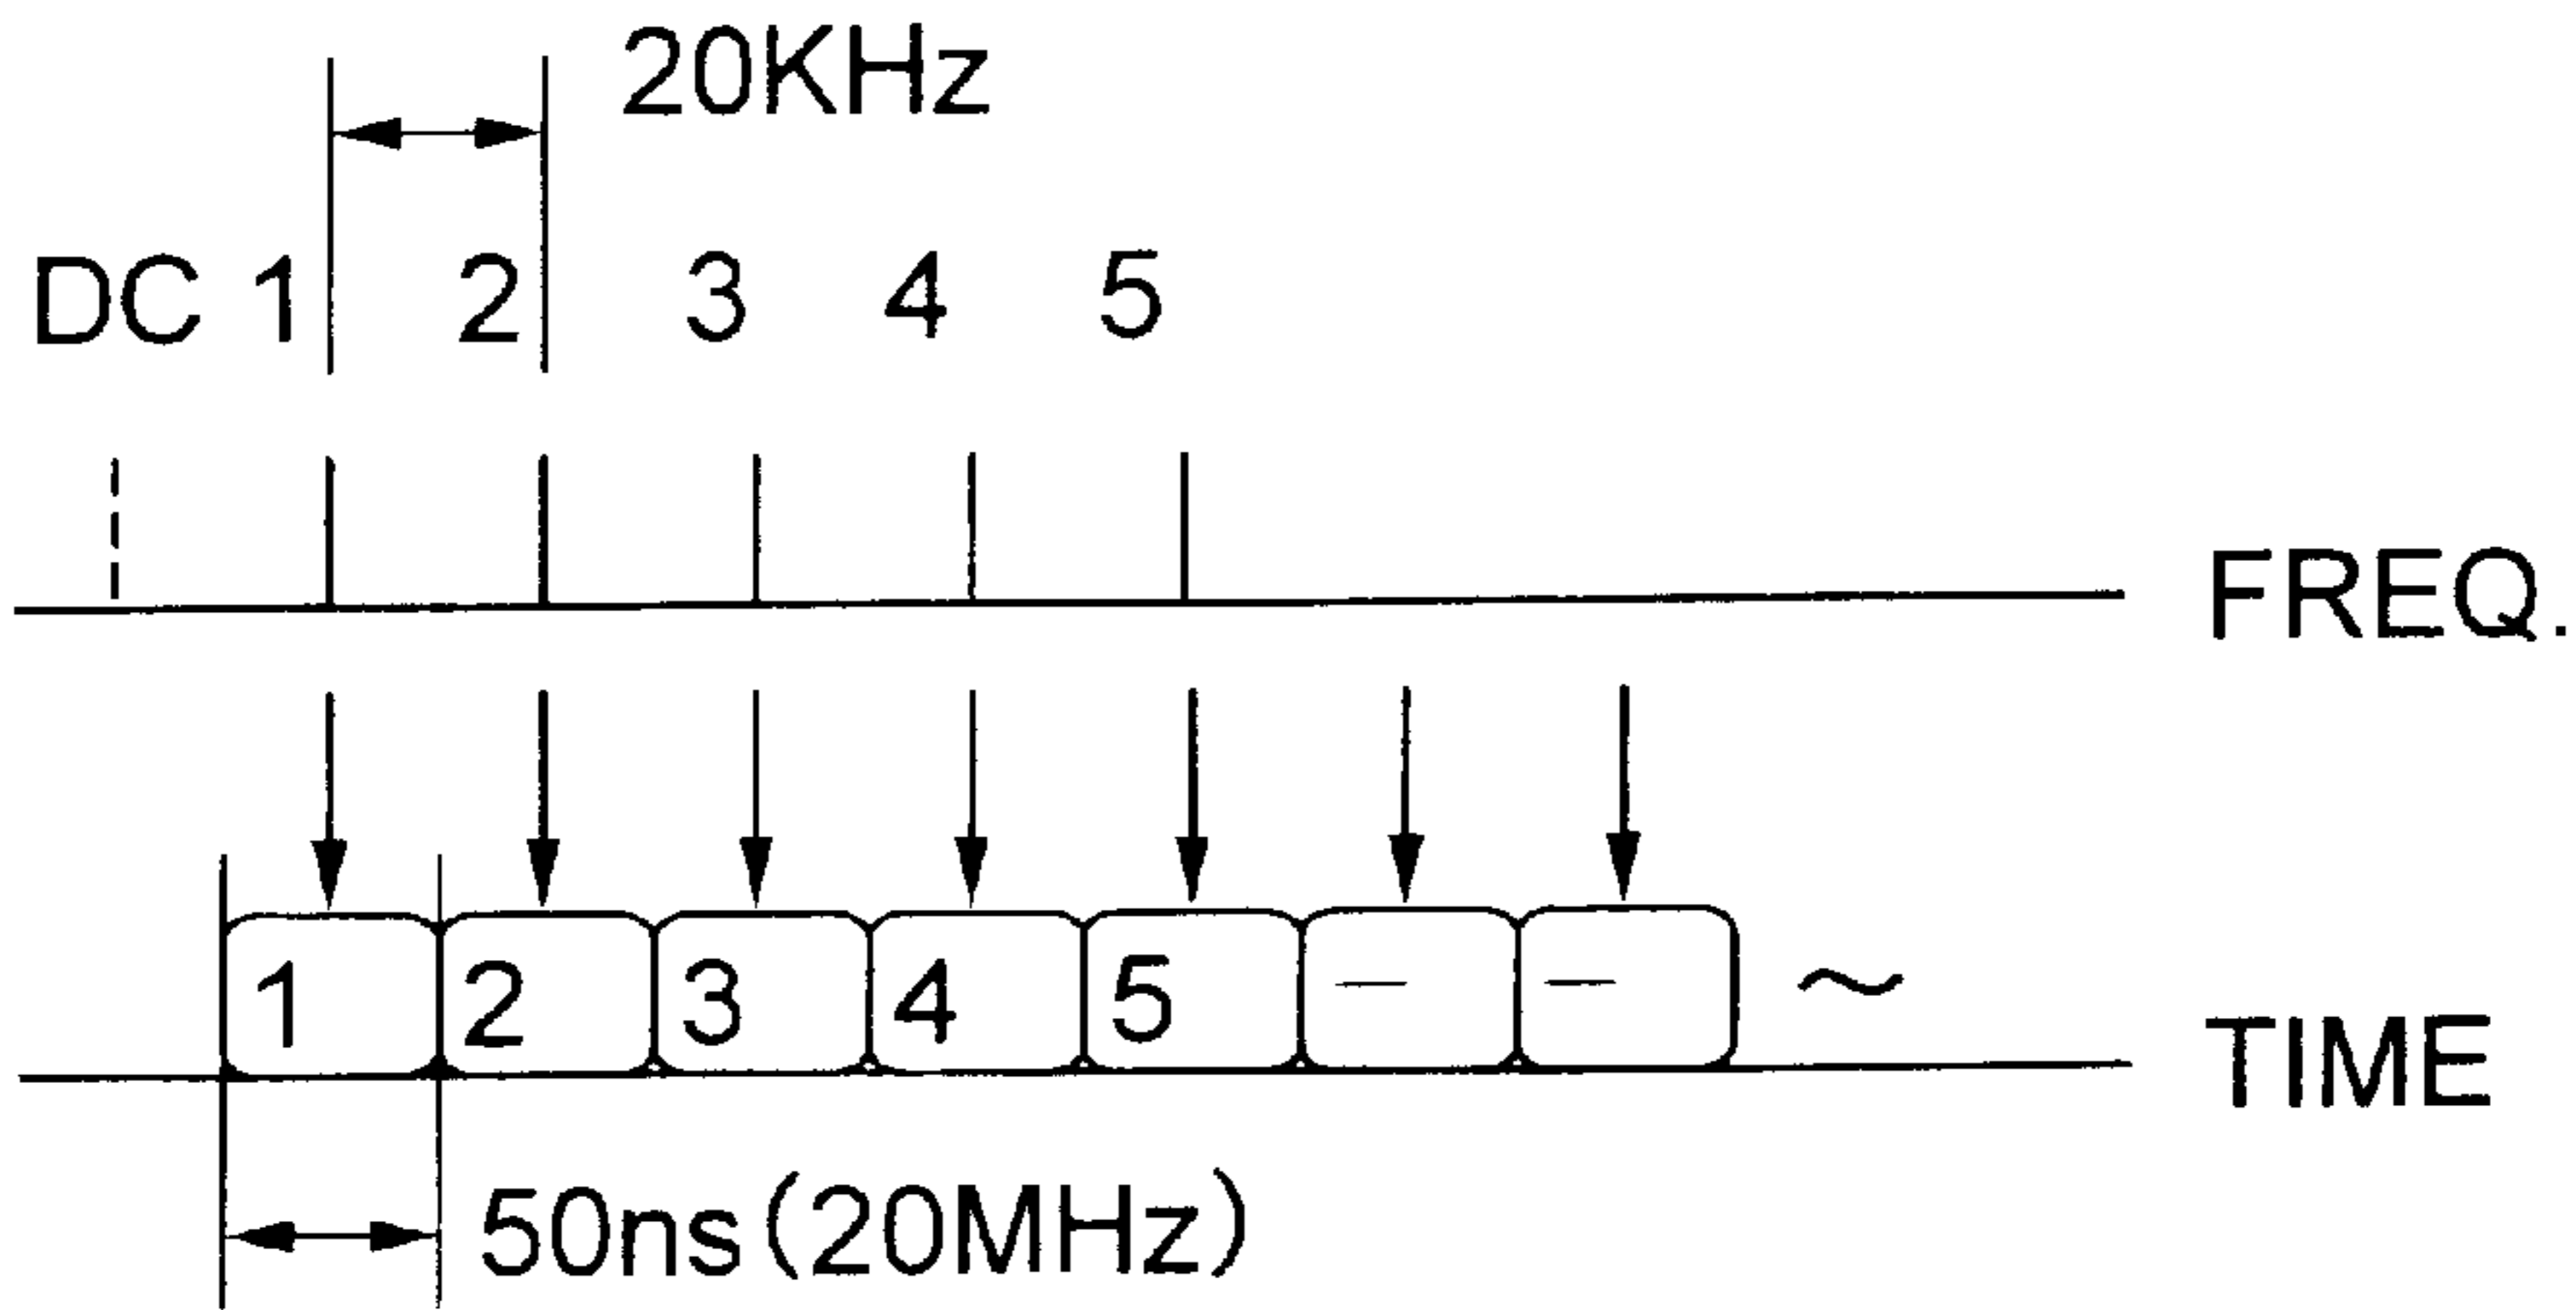 20KHz
DC 1 2 3 4 5
FREQ.
1 2 3 4 5 — — ~
TIME
50ns(20MHz)